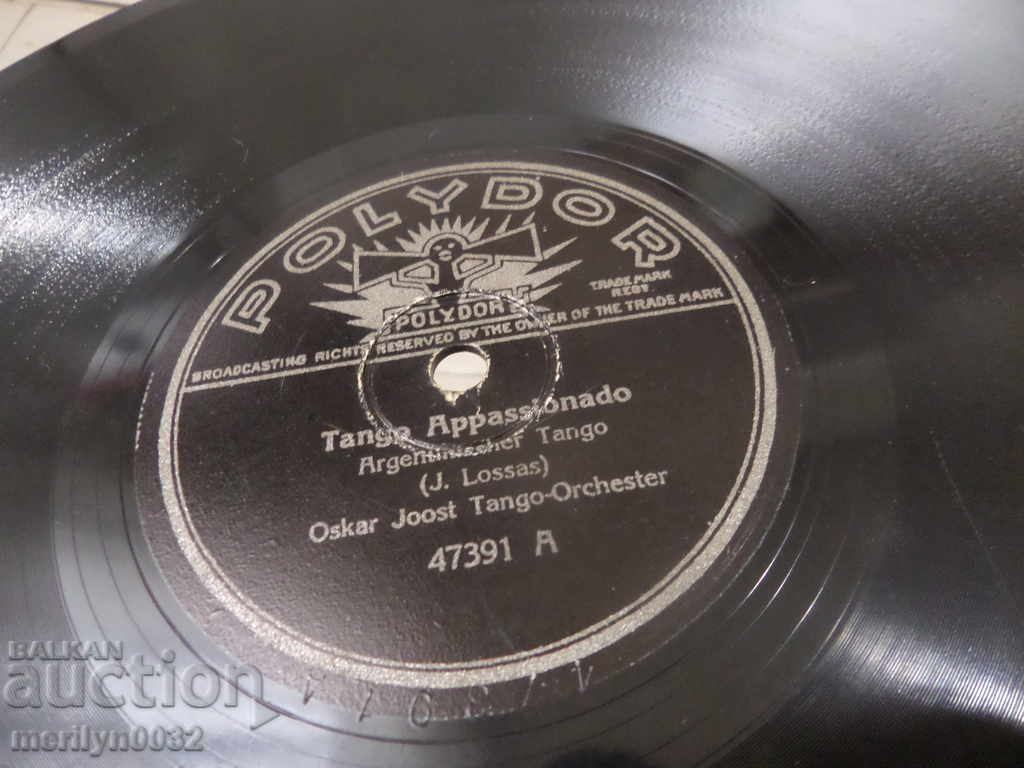 POLYDOR
TRADE MARK
POLYDOR
BROADCASTING RIGHTS RESERVED BY THE OWNER OF THE TRADE MARK
Tango Appassionado
Argentinischer Tango
(J. Lossas)
Oskar Joost Tango-Orchester
47391 A
BALKAN
auction
merilyn0032